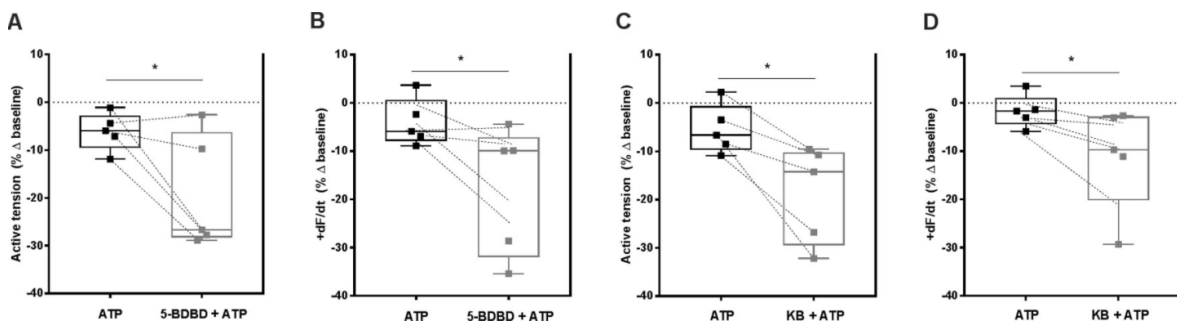 A
B
C
D
Active tension (% Δ baseline)
10
0
-10
-20
-30
-40
*
ATP
5-BDBD + ATP
+dF/dt (% Δ baseline)
10
0
-10
-20
-30
-40
*
ATP
5-BDBD + ATP
Active tension (% Δ baseline)
10
0
-10
-20
-30
-40
*
ATP
KB + ATP
+dF/dt (% Δ baseline)
10
0
-10
-20
-30
-40
*
ATP
KB + ATP